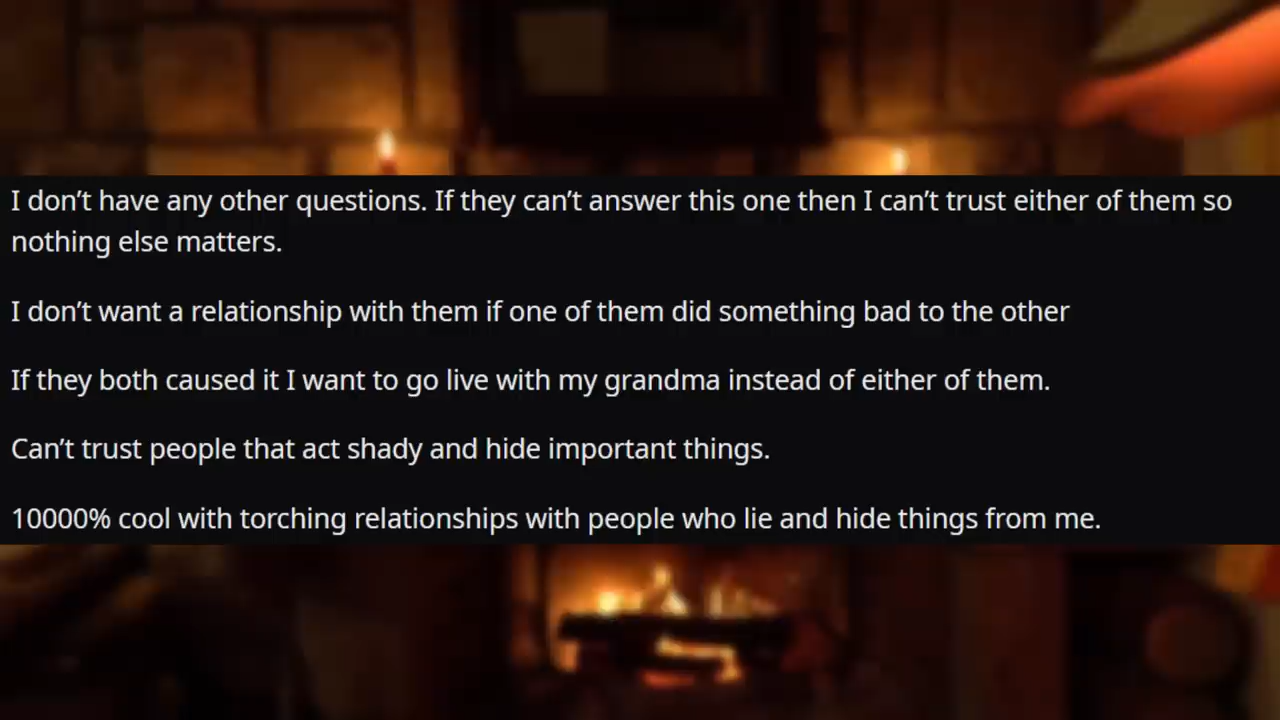 I don’t have any other questions. If they can’t answer this one then I can’t trust either of them so
nothing else matters.
I don’t want a relationship with them if one of them did something bad to the other
If they both caused it I want to go live with my grandma instead of either of them.
Can’t trust people that act shady and hide important things.
10000% cool with torching relationships with people who lie and hide things from me.